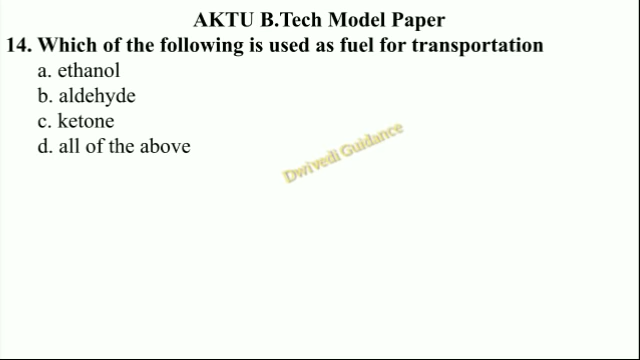 AKTU B.Tech Model Paper
14. Which of the following is used as fuel for transportation
a. ethanol
b. aldehyde
c. ketone
d. all of the above
Dwivedi Guidance